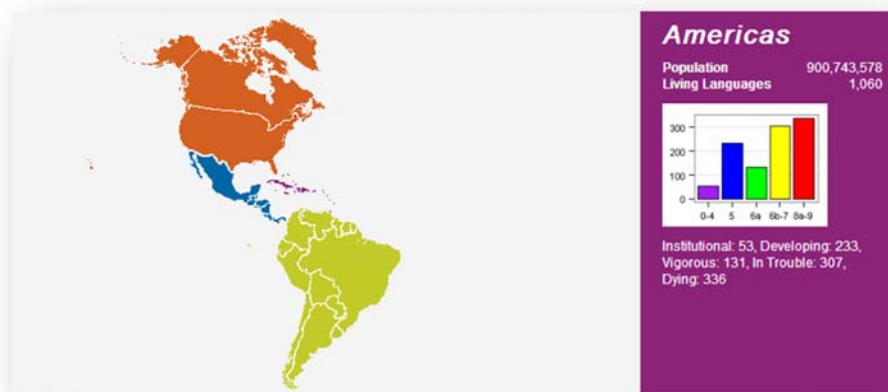 Americas
Population 900,743,578
Living Languages 1,060
300
200
100
0
0-4 5 6a 6b-7 8a-9
Institutional: 53, Developing: 233,
Vigorous: 131, In Trouble: 307,
Dying: 336